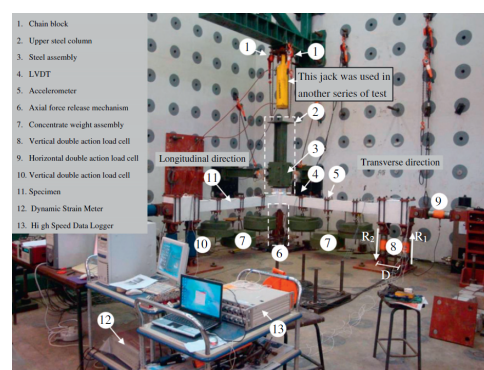 1. Chain block
2. Upper steel column
3. Steel assembly
4. LVDT
5. Accelerometer
6. Axial force release mechanism
7. Concentrate weight assembly
8. Vertical double action load cell
9. Horizontal double action load cell
10. Vertical double action load cell
11. Specimen
12. Dynamic Strain Meter
13. Hi gh Speed Data Logger
1
1
This jack was used in
another series of test
2
Longitudinal direction
3
Transverse direction
4
5
11
9
R2
R1
10
7
7
8
6
D
12
13